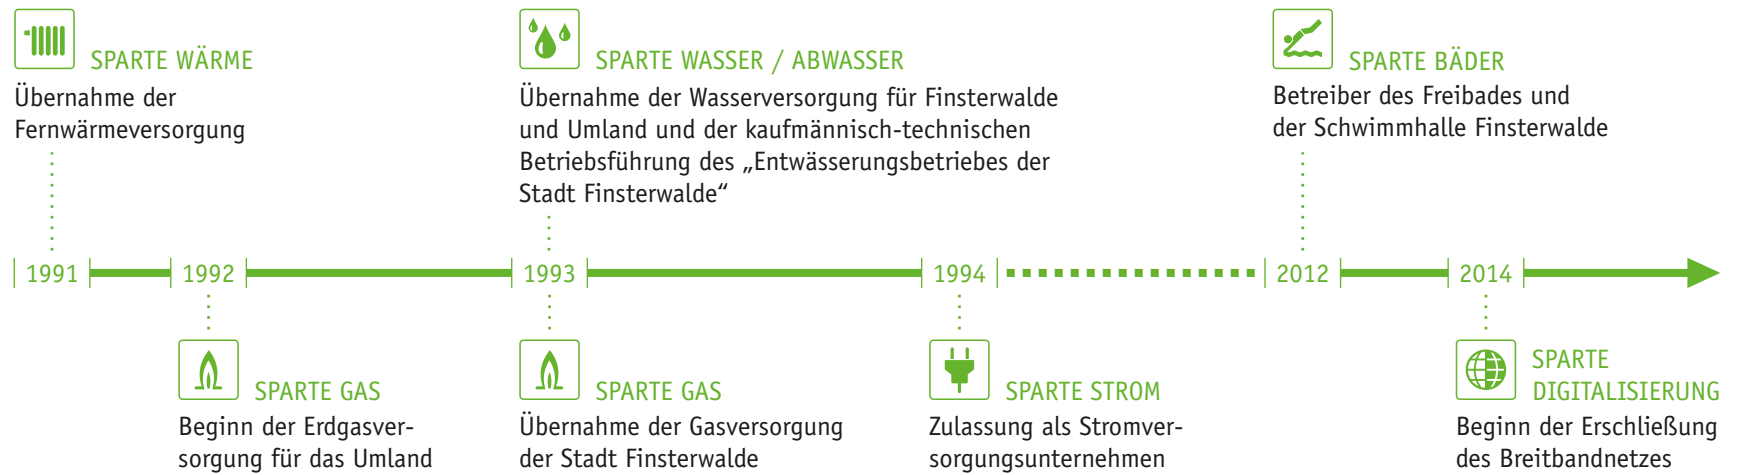 SPARTE WÄRME
Übernahme der
Fernwärmeversorgung
SPARTE WASSER / ABWASSER
Übernahme der Wasserversorgung für Finsterwalde
und Umland und der kaufmännisch-technischen
Betriebsführung des „Entwässerungsbetriebes der
Stadt Finsterwalde“
SPARTE BÄDER
Betreiber des Freibades und
der Schwimmhalle Finsterwalde
1991
1992
1993
1994
2012
2014
SPARTE GAS
Beginn der Erdgasver-
sorgung für das Umland
SPARTE GAS
Übernahme der Gasversorgung
der Stadt Finsterwalde
SPARTE STROM
Zulassung als Stromver-
sorgungsunternehmen
SPARTE
DIGITALISIERUNG
Beginn der Erschließung
des Breitbandnetzes